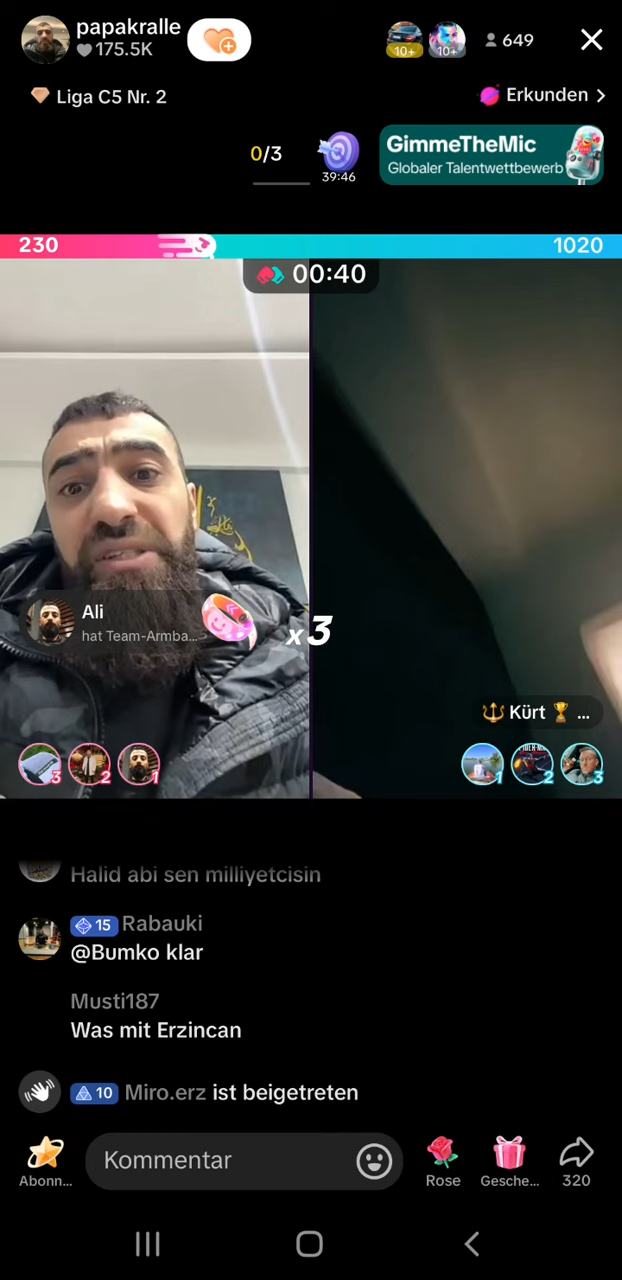 papakralle
175.5K
10+
10+
649
Liga C5 Nr. 2
Erkunden
0/3
39:46
GimmeTheMic
Globaler Talentwettbewerb
230
1020
00:40
Ali
hat Team-Armba...
x3
Kürt ...
3
2
1
1
2
3
Halid abi sen milliyetcisin
15 Rabauki
@Bumko klar
Musti187
Was mit Erzincan
10 Miro.erz ist beigetreten
Kommentar
Abonn...
Rose
Gesche...
320